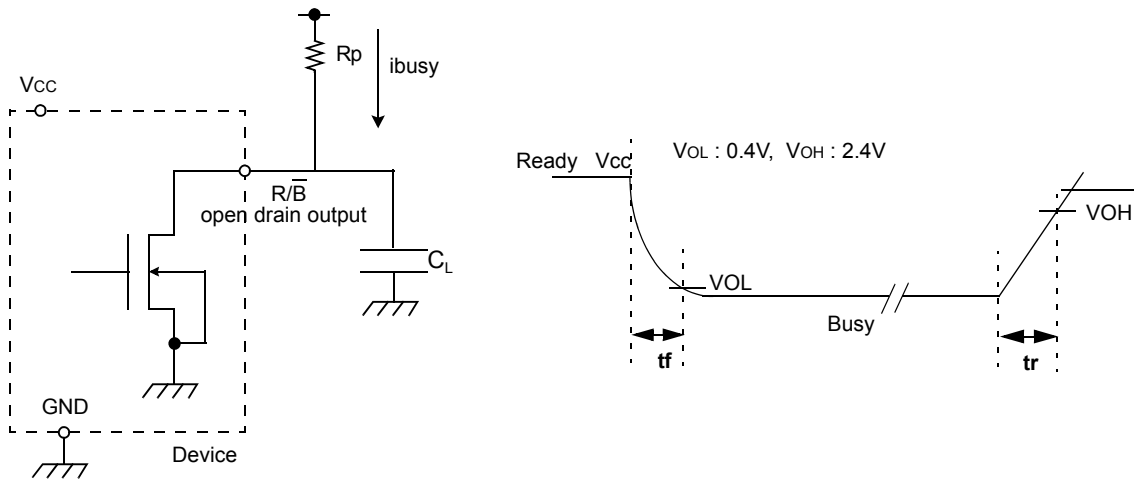 Rp
ibusy
VCC
R/B
open drain output
CL
GND
Device
Ready Vcc
VOL : 0.4V, VOH : 2.4V
VOH
VOL
Busy
tf
tr